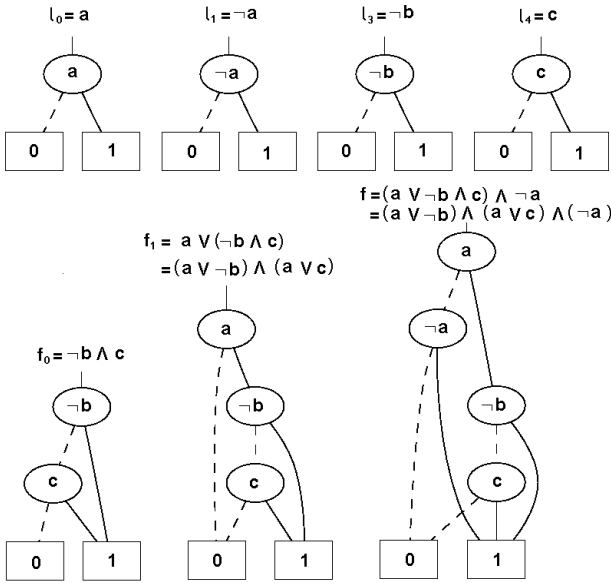 l₀=a l₁=¬a l₃=¬b l₄=c
a ¬a ¬b c
0 1 0 1 0 1 0 1
f=(a ∨ ¬b ∧ c) ∧ ¬a
=(a ∨ ¬b) ∧ (a ∨ c) ∧ (¬a)
f₁ = a ∨ (¬b ∧ c)
=(a ∨ ¬b) ∧ (a ∨ c)
a
a
¬a
f₀=¬b ∧ c
¬b ¬b ¬b
c c c
0 1 0 1 0 1